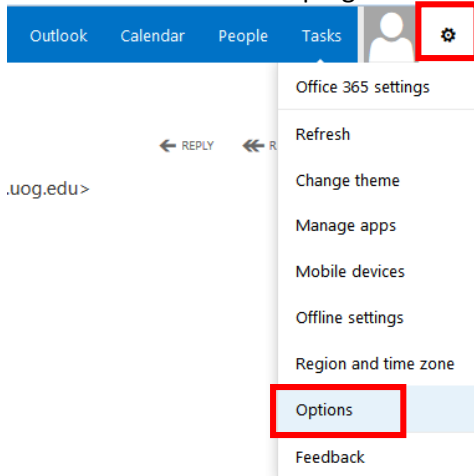 Outlook Calendar People Tasks
Office 365 settings
REPLY R
Refresh
.uog.edu>
Change theme
Manage apps
Mobile devices
Offline settings
Region and time zone
Options
Feedback